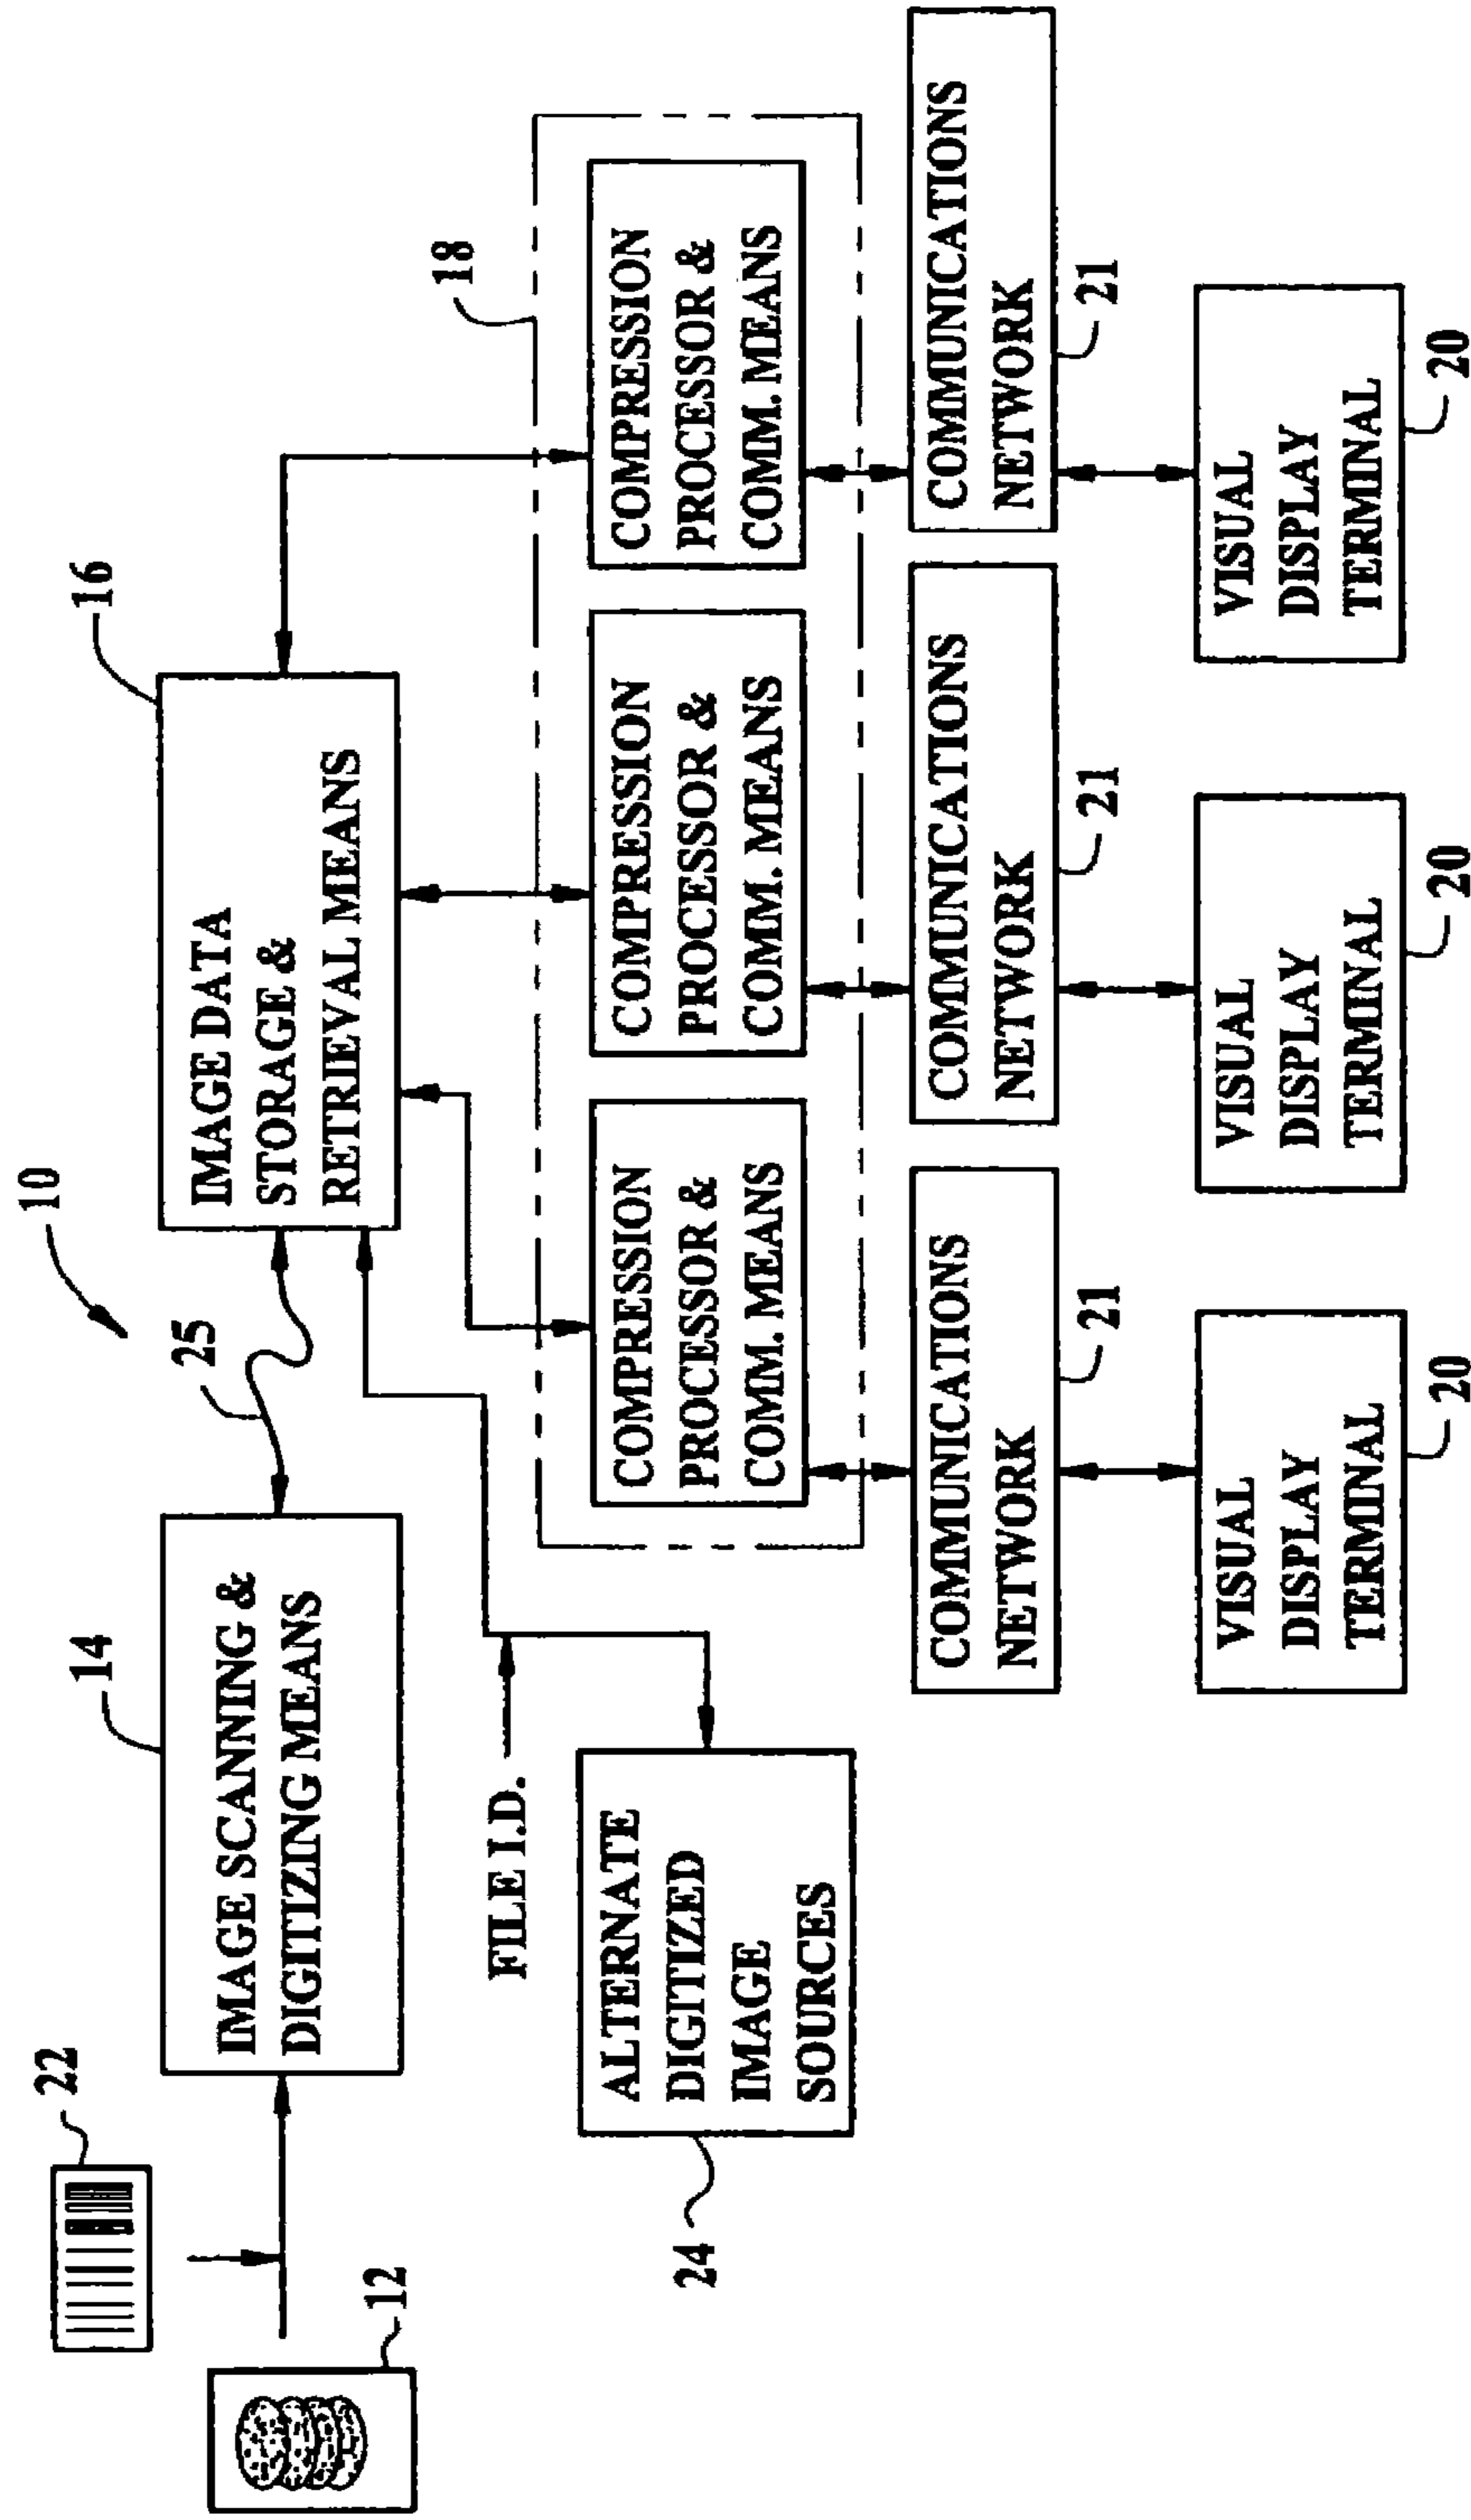 10
22
14
25
16
18
12
IMAGE SCANNING &
DIGITIZING MEANS
IMAGE DATA
STORAGE &
RETRIEVAL MEANS
FILE I.D.
24
ALTERNATE
DIGITIZED
IMAGE
SOURCES
COMPRESSION
PROCESSOR &
COMM. MEANS
COMPRESSION
PROCESSOR &
COMM. MEANS
COMPRESSION
PROCESSOR &
COMM. MEANS
COMMUNICATIONS
NETWORK
21
COMMUNICATIONS
NETWORK
21
COMMUNICATIONS
NETWORK
21
VISUAL
DISPLAY
TERMINAL
20
VISUAL
DISPLAY
TERMINAL
20
VISUAL
DISPLAY
TERMINAL
20